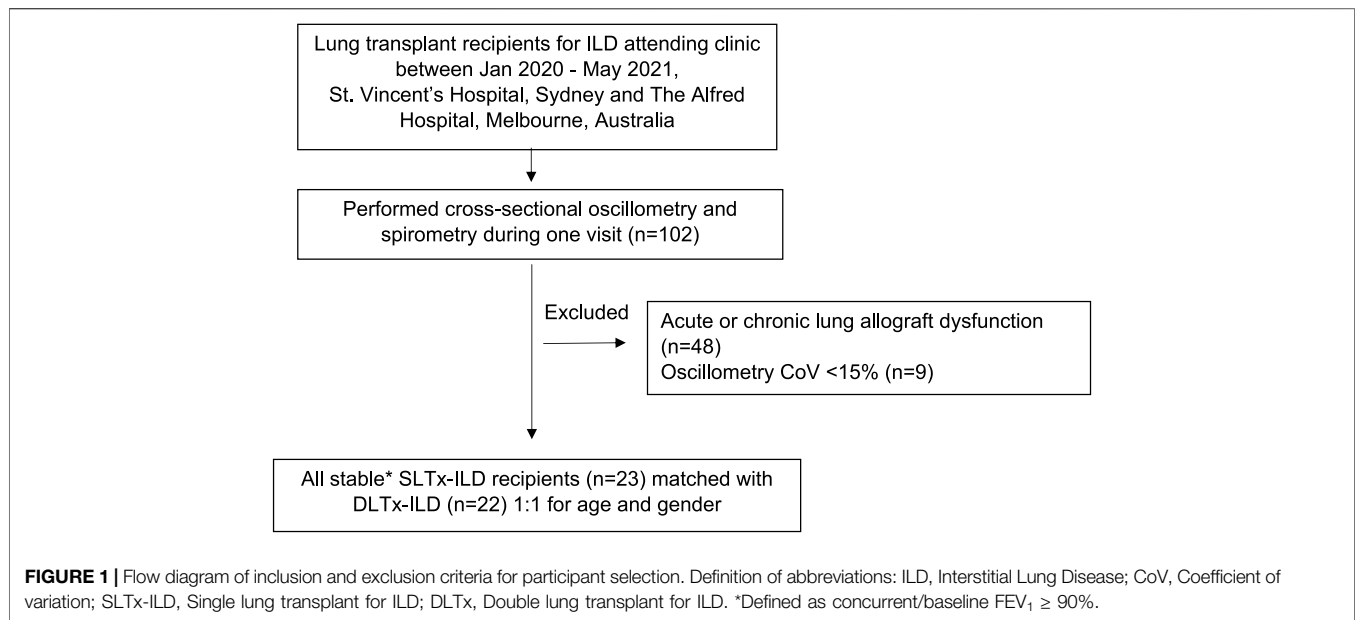 Lung transplant recipients for ILD attending clinic
between Jan 2020 - May 2021,
St. Vincent's Hospital, Sydney and The Alfred
Hospital, Melbourne, Australia
Performed cross-sectional oscillometry and
spirometry during one visit (n=102)
Excluded
Acute or chronic lung allograft dysfunction
(n=48)
Oscillometry CoV <15% (n=9)
All stable* SLTx-ILD recipients (n=23) matched with
DLTx-ILD (n=22) 1:1 for age and gender
FIGURE 1 | Flow diagram of inclusion and exclusion criteria for participant selection. Definition of abbreviations: ILD, Interstitial Lung Disease; CoV, Coefficient of
variation; SLTx-ILD, Single lung transplant for ILD; DLTx, Double lung transplant for ILD. *Defined as concurrent/baseline FEV₁ ≥ 90%.